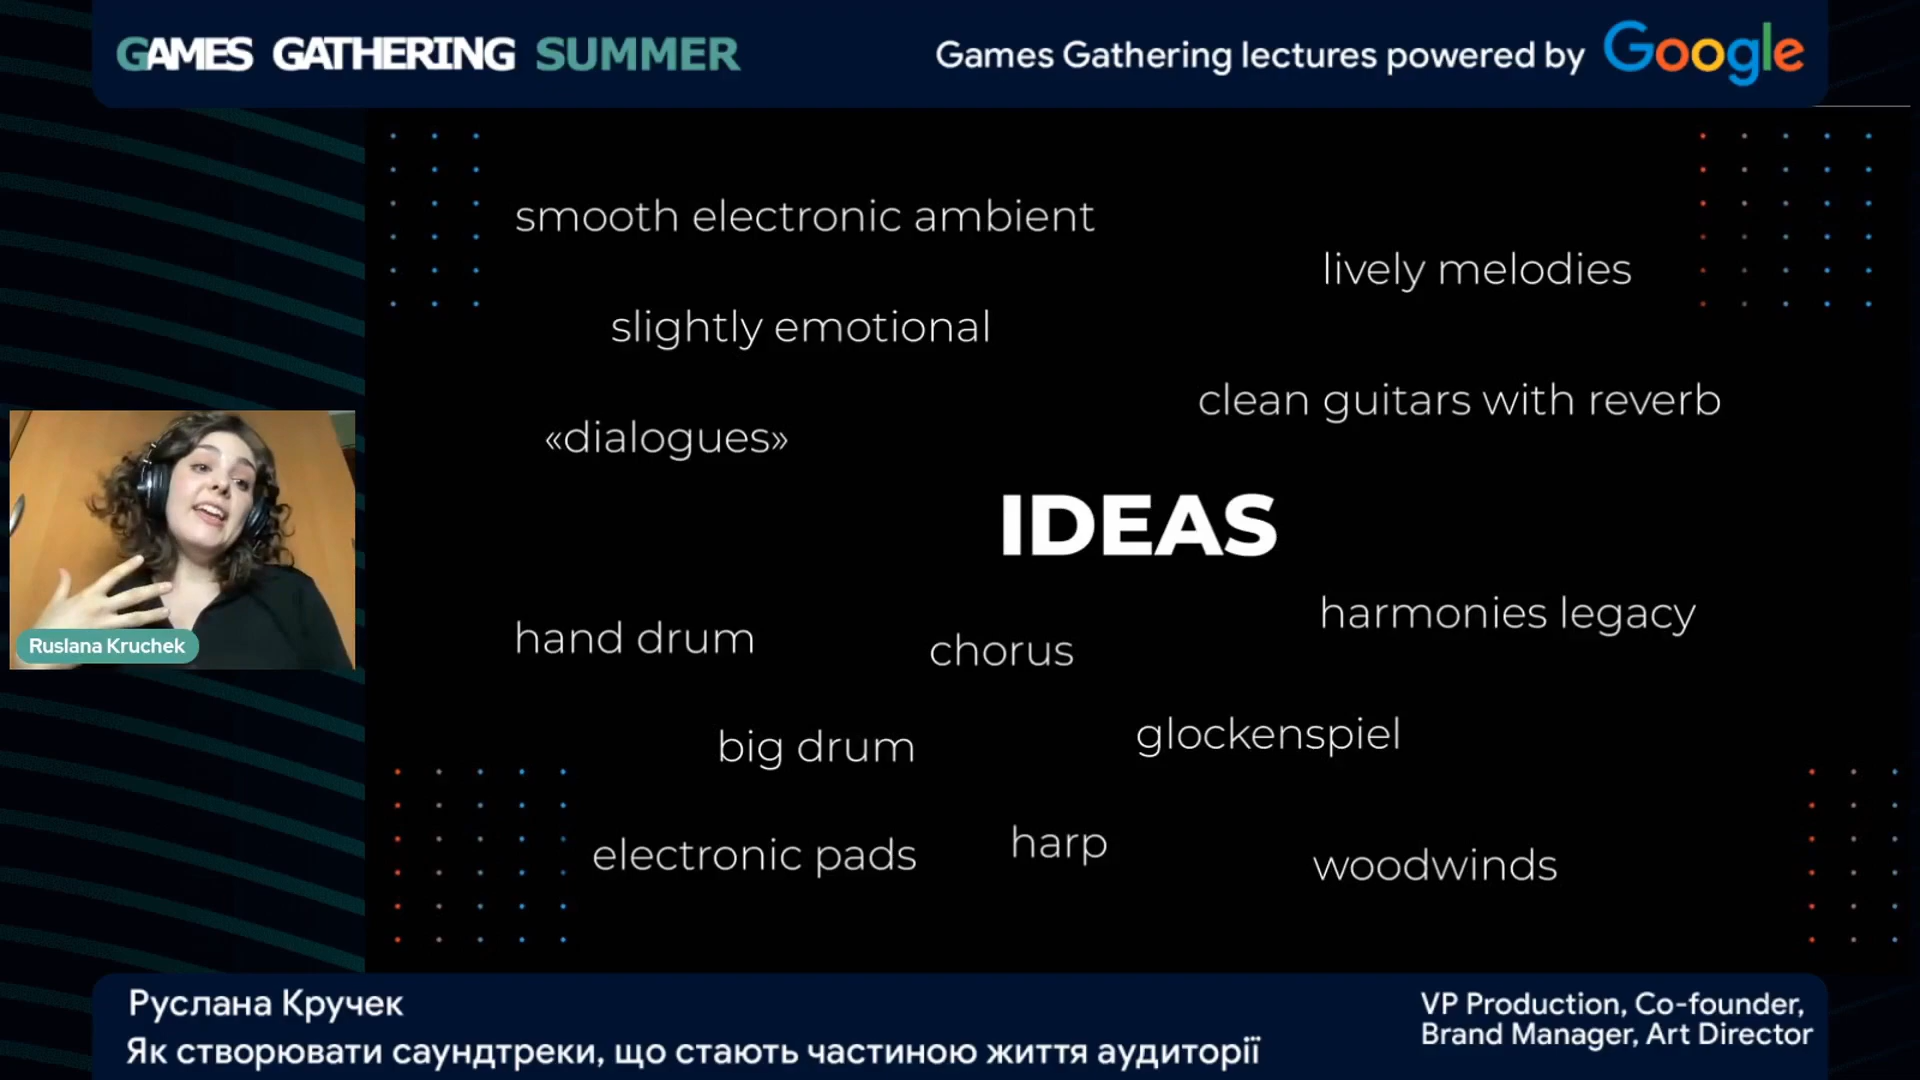 GAMES GATHERING SUMMER
Games Gathering lectures powered by Google
smooth electronic ambient
lively melodies
slightly emotional
clean guitars with reverb
«dialogues»
IDEAS
harmonies legacy
hand drum
chorus
glockenspiel
big drum
harp
electronic pads
woodwinds
Ruslana Kruchek
Руслана Кручек
Як створювати саундтреки, що стають частиною життя аудиторії
VP Production, Co-founder,
Brand Manager, Art Director